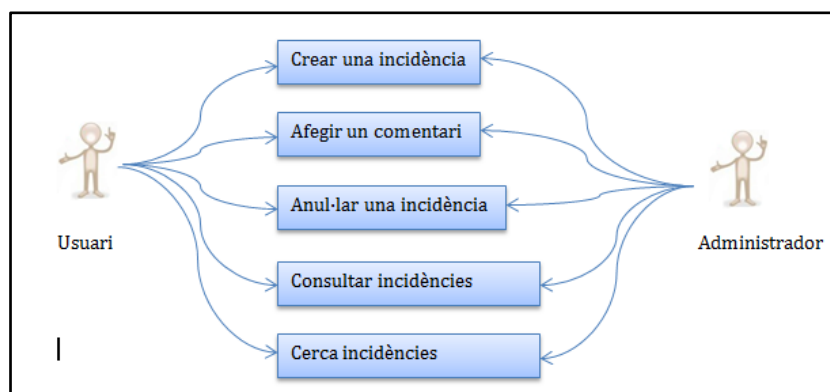 Crear una incidència
Afegir un comentari
Anul·lar una incidència
Usuari
Administrador
Consultar incidències
Cerca incidències